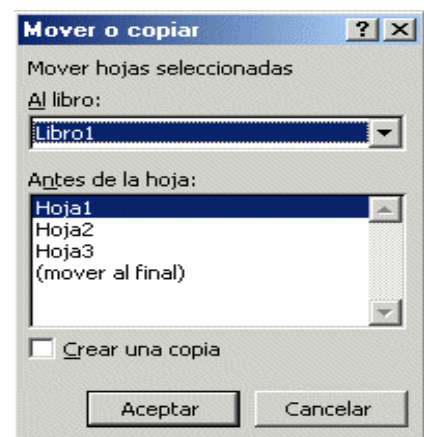 Mover o copiar
Mover hojas seleccionadas
Al libro:
Libro1
Antes de la hoja:
Hoja1
Hoja2
Hoja3
(mover al final)
Crear una copia
Aceptar Cancelar